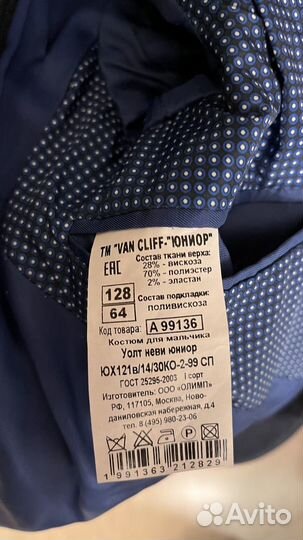 ТМ "VAN CLIFF-"ЮНИОР"
EAC
Состав ткани верха:
28% - вискоза
70% - полиэстер
2% - эластан
128
64
Состав подкладки:
поливискоза
Код товара: А 99136
Костюм для мальчика
Уолт неви юниор
ЮХ121в/14/30КО-2-99 СП
ГОСТ 25295-2003 I сорт
Изготовитель: ООО «ОЛИМП»
РФ, 117105, Москва, Ново-
даниловская набережная, д.4
тел. 8 (495) 980-23-06
1991363212829
Avito